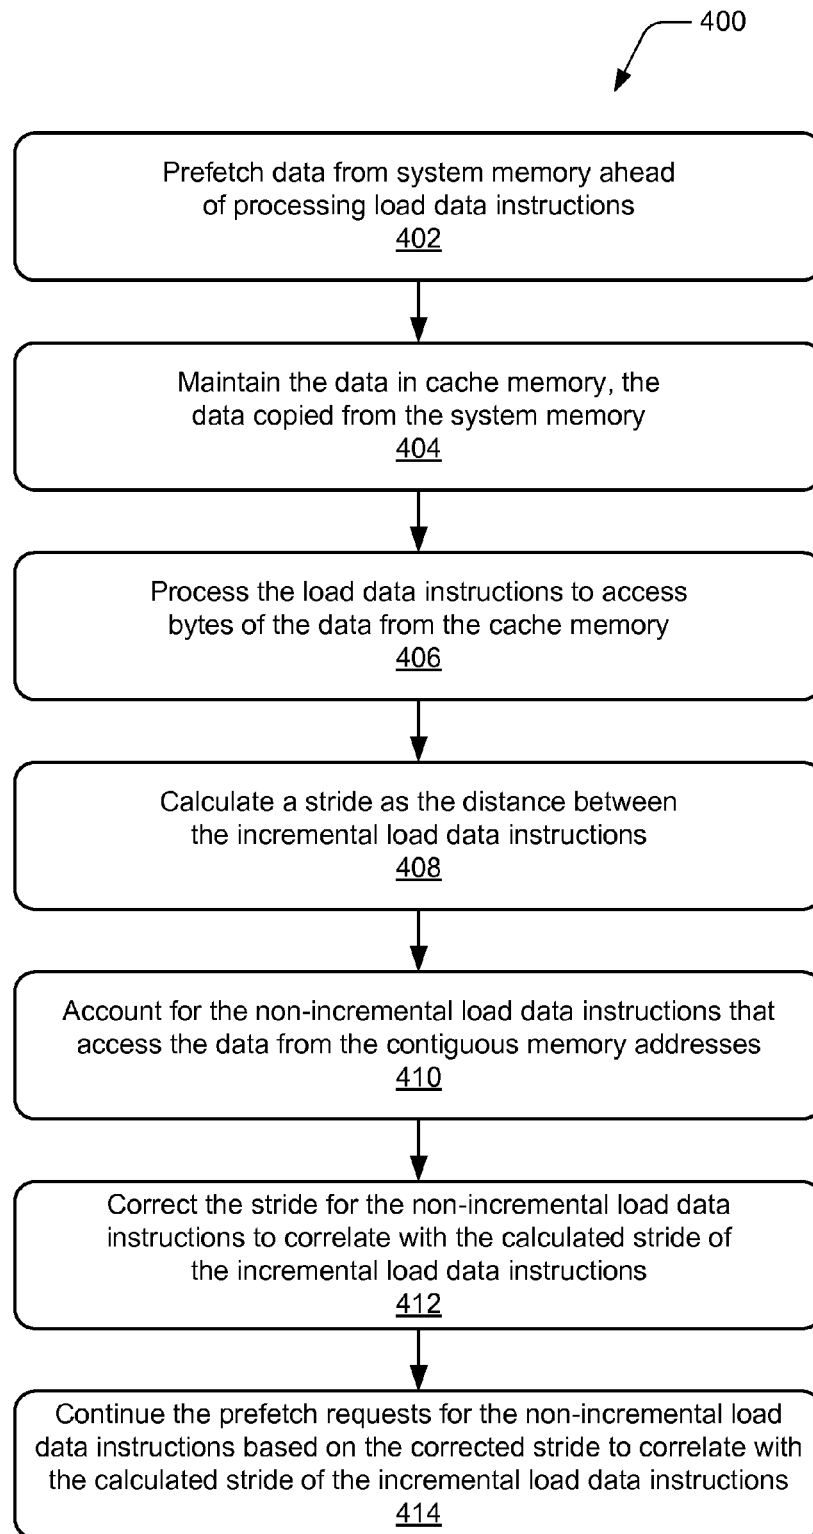 400
Prefetch data from system memory ahead
of processing load data instructions
402
Maintain the data in cache memory, the
data copied from the system memory
404
Process the load data instructions to access
bytes of the data from the cache memory
406
Calculate a stride as the distance between
the incremental load data instructions
408
Account for the non-incremental load data instructions that
access the data from the contiguous memory addresses
410
Correct the stride for the non-incremental load data
instructions to correlate with the calculated stride of
the incremental load data instructions
412
Continue the prefetch requests for the non-incremental load
data instructions based on the corrected stride to correlate with
the calculated stride of the incremental load data instructions
414